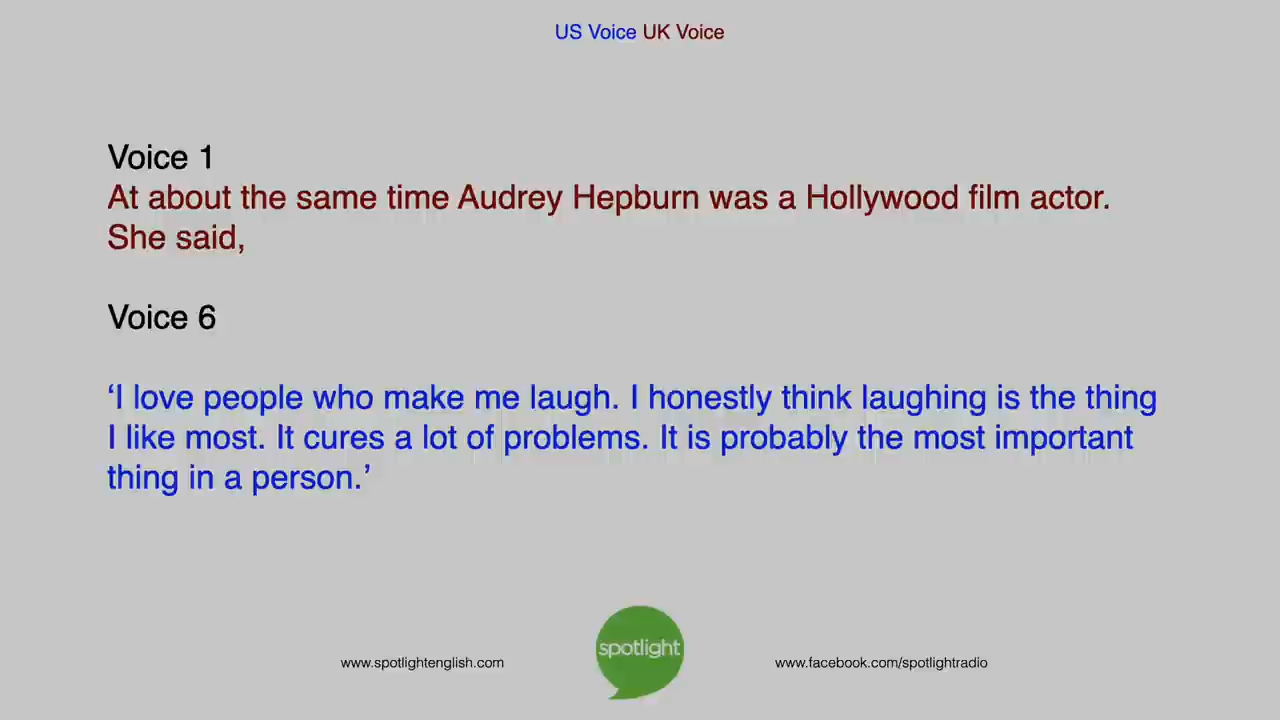 US Voice UK Voice
Voice 1
At about the same time Audrey Hepburn was a Hollywood film actor.
She said,
Voice 6
‘I love people who make me laugh. I honestly think laughing is the thing
I like most. It cures a lot of problems. It is probably the most important
thing in a person.’
spotlight
www.spotlightenglish.com
www.facebook.com/spotlightradio